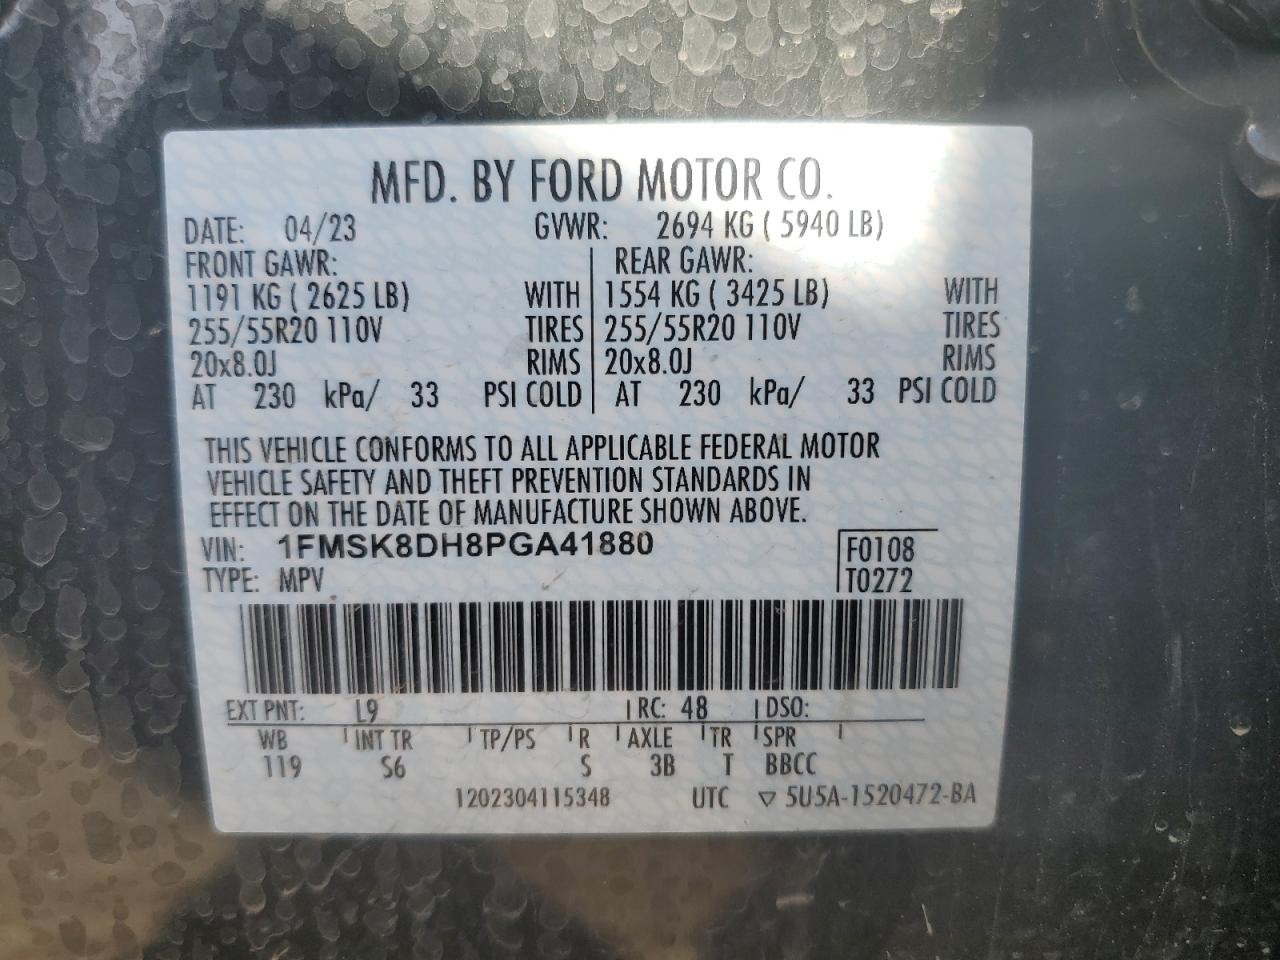 MFD. BY FORD MOTOR CO.
DATE: 04/23 GVWR: 2694 KG ( 5940 LB)
FRONT GAWR: REAR GAWR:
1191 KG ( 2625 LB) WITH 1554 KG ( 3425 LB) WITH
255/55R20 110V TIRES 255/55R20 110V TIRES
20x8.0J RIMS 20x8.0J RIMS
AT 230 kPa/ 33 PSI COLD AT 230 kPa/ 33 PSI COLD
THIS VEHICLE CONFORMS TO ALL APPLICABLE FEDERAL MOTOR
VEHICLE SAFETY AND THEFT PREVENTION STANDARDS IN
EFFECT ON THE DATE OF MANUFACTURE SHOWN ABOVE.
VIN: 1FMSK8DH8PGA41880 F0108
TYPE: MPV T0272
EXT PNT: L9 RC: 48 DSO:
WB INT TR TP/PS R AXLE TR SPR
119 S6 S 3B T BBCC
1202304115348 UTC ▽ 5U5A-1520472-BA